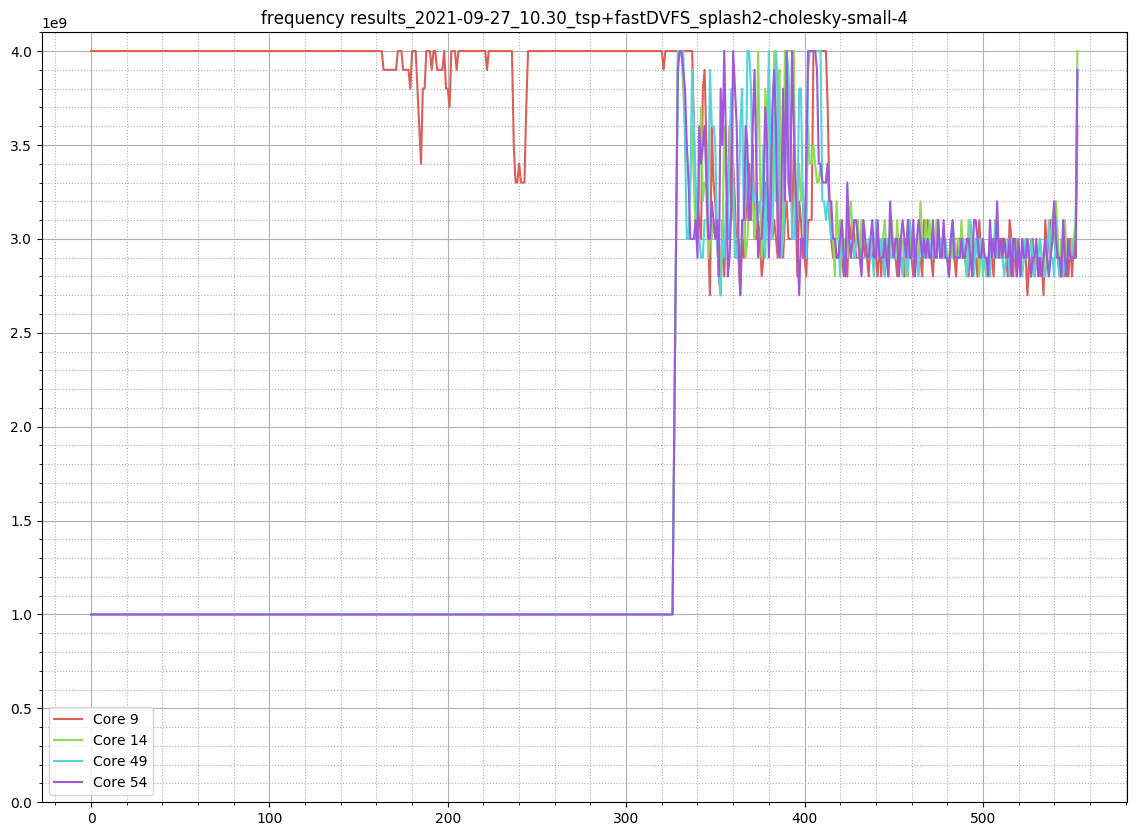 frequency results_2021-09-27_10.30_tsp+fastDVFS_splash2-cholesky-small-4
1e9
4.0
3.5
3.0
2.5
2.0
1.5
1.0
0.5
0.0
Core 9
Core 14
Core 49
Core 54
0 100 200 300 400 500